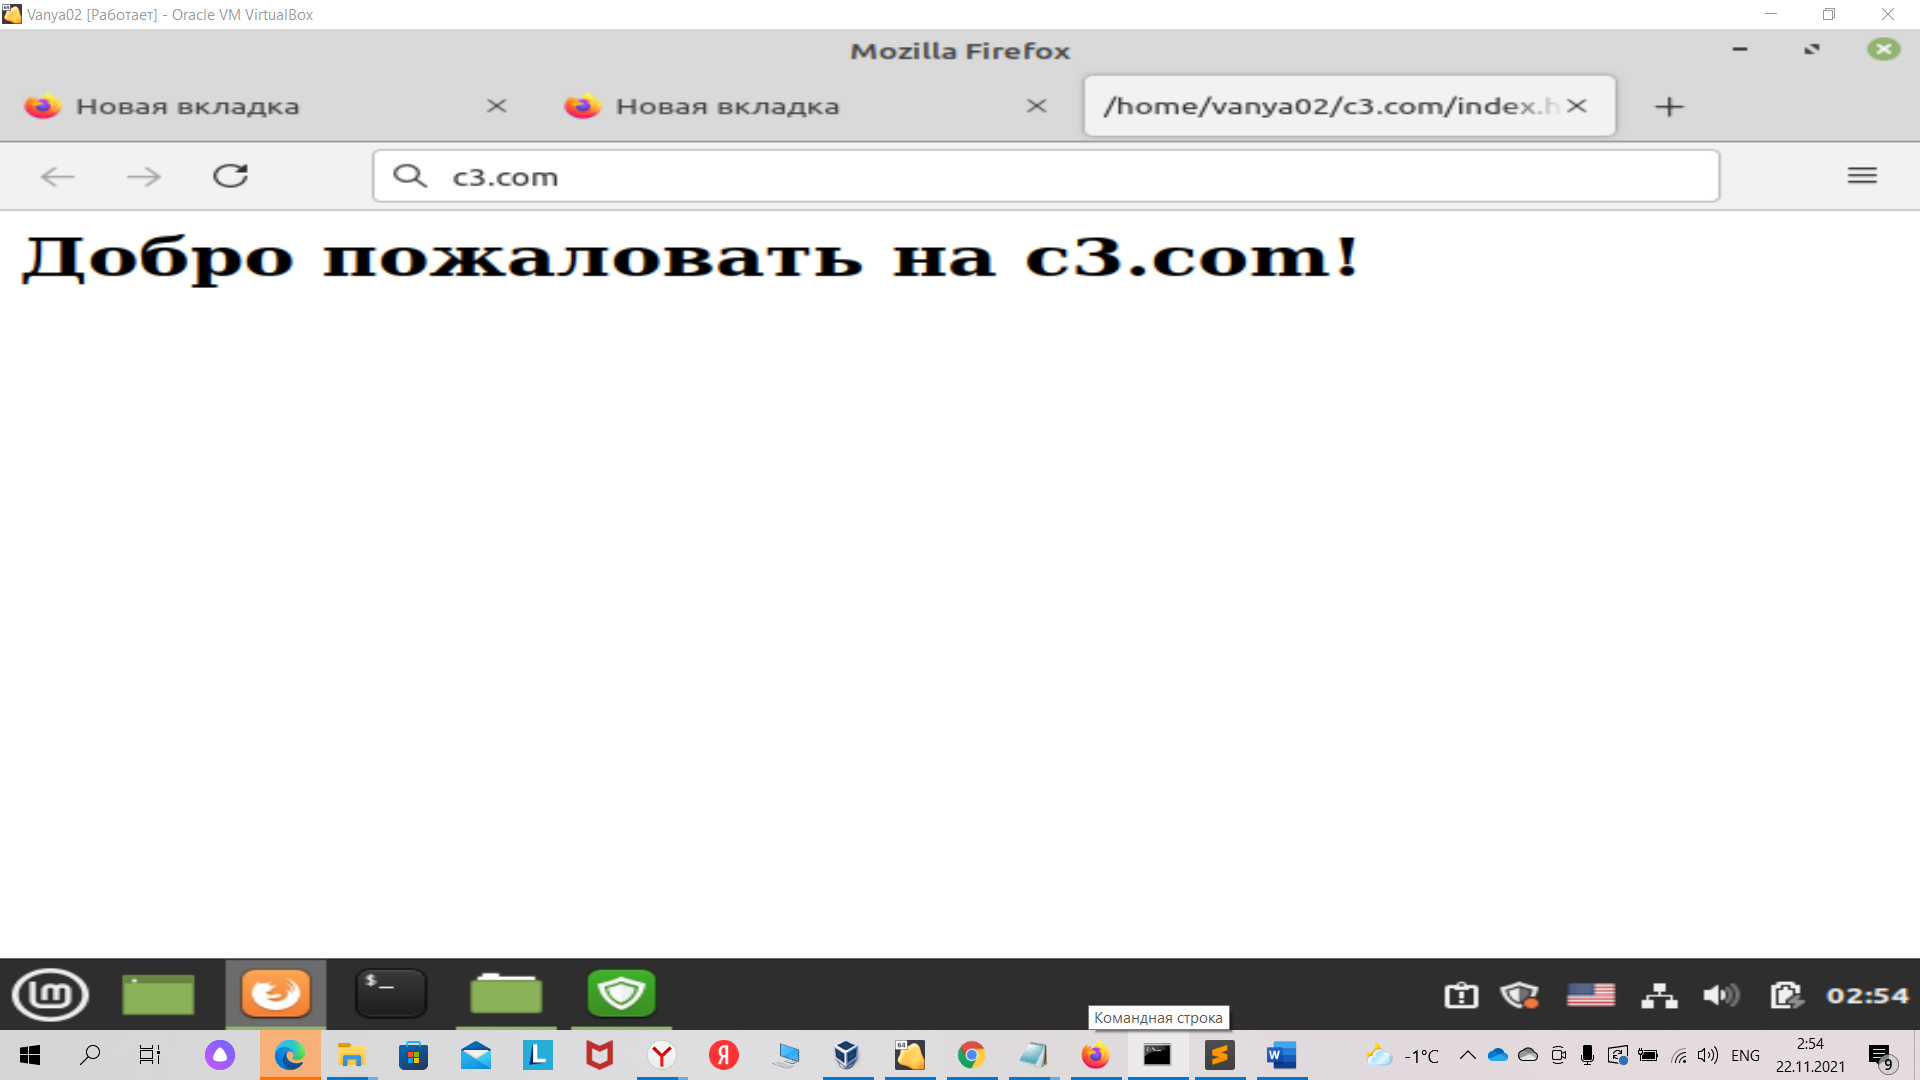 Vanya02 [Работает] - Oracle VM VirtualBox
Mozilla Firefox
Новая вкладка
Новая вкладка
/home/vanya02/c3.com/index.h
c3.com
Добро пожаловать на c3.com!
$_
02:54
Командная строка
-1°C
ENG
2:54
22.11.2021
9